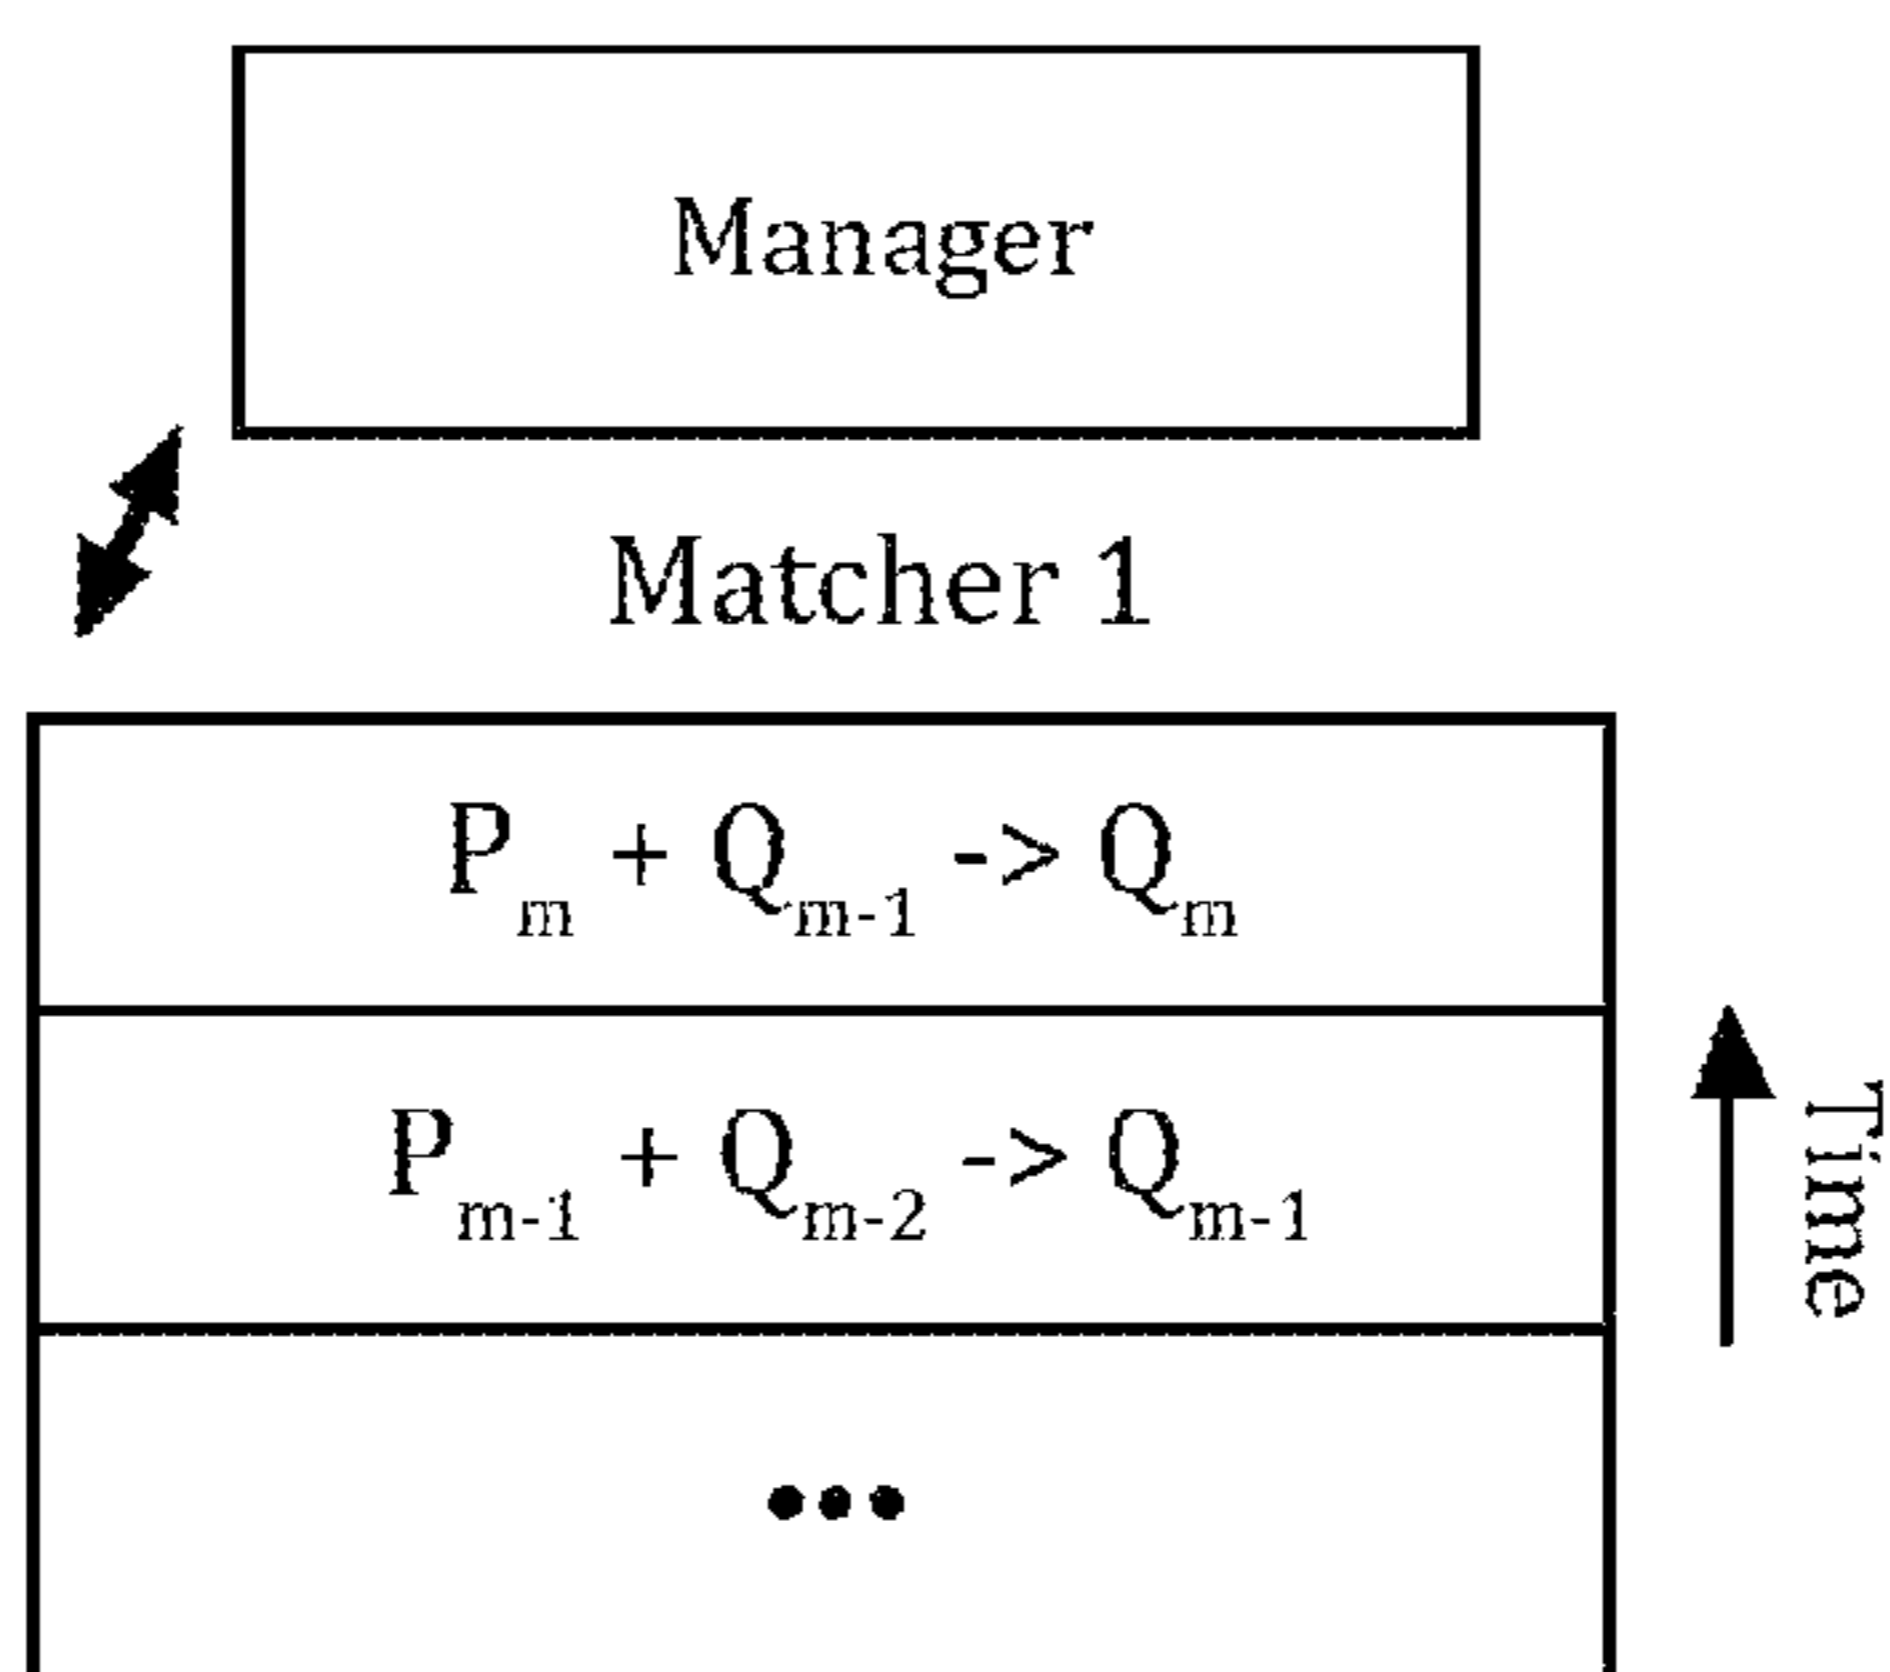 Manager
Matcher 1
Pm + Qm-1 -> Qm
Pm-1 + Qm-2 -> Qm-1
Time
•••